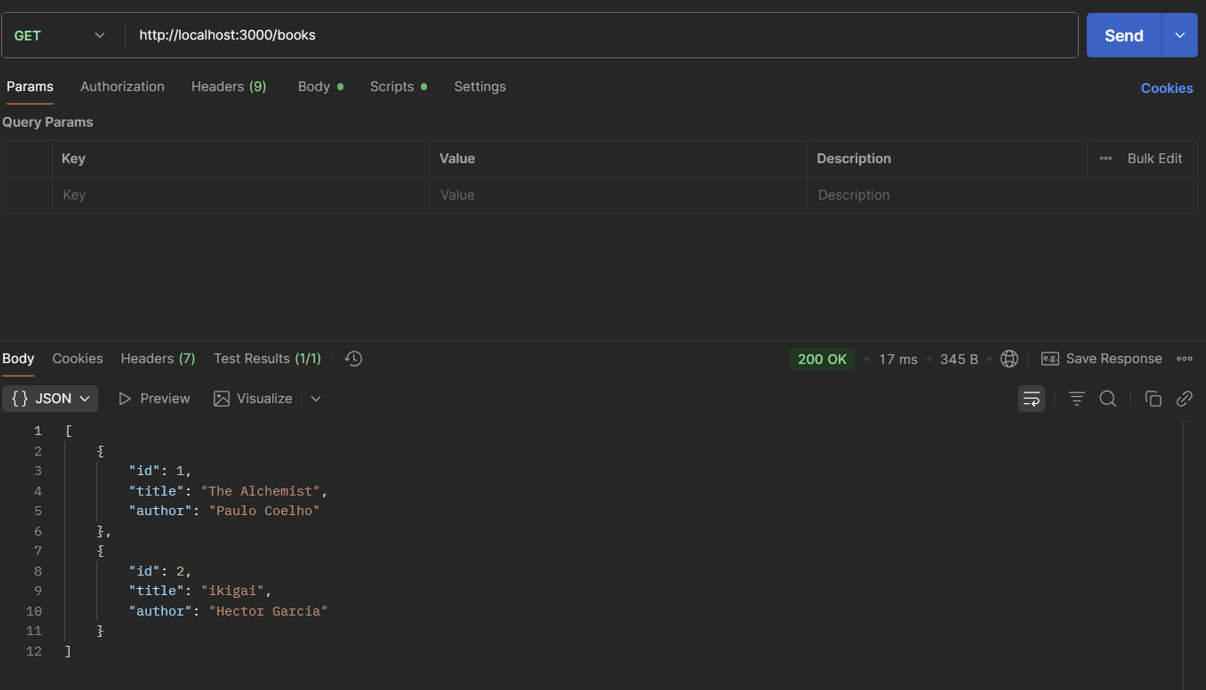 GET http://localhost:3000/books Send
Params Authorization Headers (9) Body Scripts Settings Cookies
Query Params
Key Value Description Bulk Edit
Key Value Description
Body Cookies Headers (7) Test Results (1/1) 200 OK 17 ms 345 B e.g. Save Response
{} JSON Preview Visualize
1 [
2 {
3 "id": 1,
4 "title": "The Alchemist",
5 "author": "Paulo Coelho"
6 },
7 {
8 "id": 2,
9 "title": "ikigai",
10 "author": "Hector Garcia"
11 }
12 ]